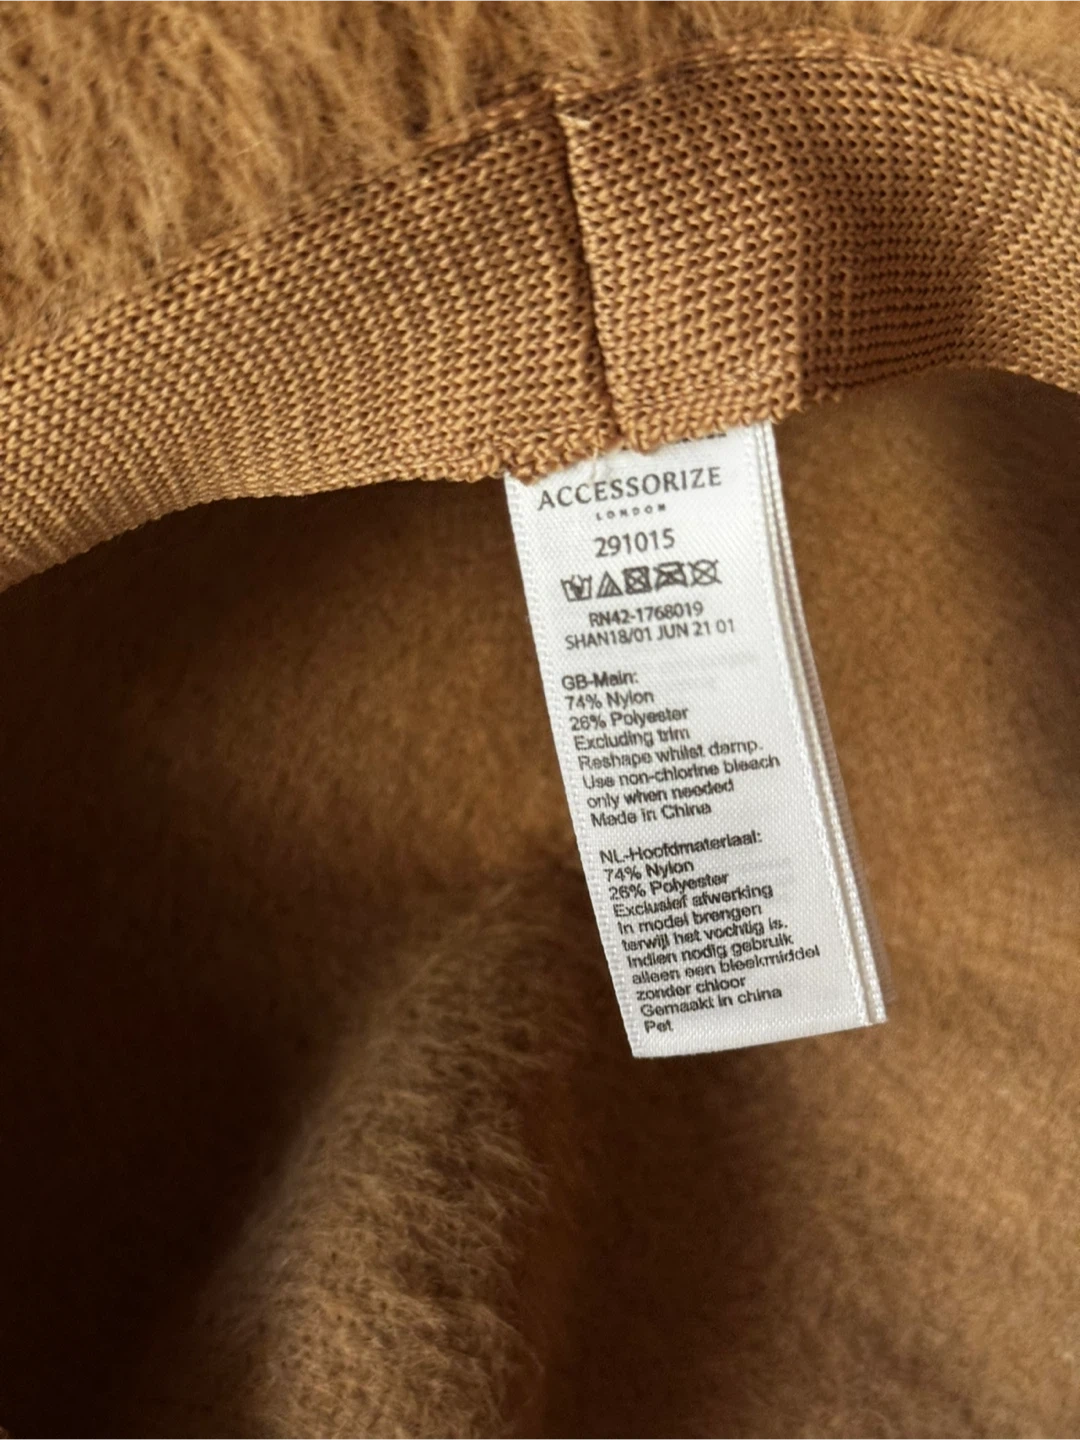 ACCESSORIZE
LONDON
291015
RN42-1768019
SHAN18/01 JUN 21 01
GB-Main:
74% Nylon
26% Polyester
Excluding trim
Reshape whilst damp.
Use non-chlorine bleach
only when needed
Made in China
NL-Hoofdmateriaal:
74% Nylon
26% Polyester
Exclusief afwerking
In model brengen
terwijl het vochtig is.
Indien nodig gebruik
alleen een bleekmiddel
zonder chloor
Gemaakt in china
Pet